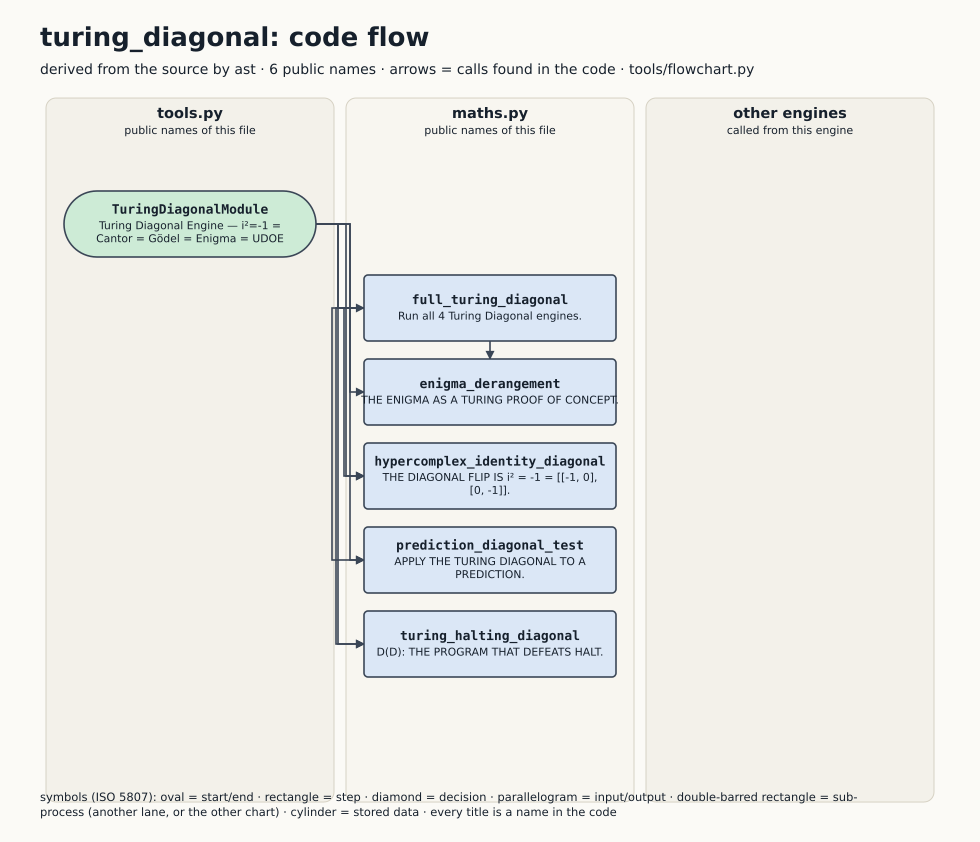 turing_diagonal: code flow
derived from the source by ast · 6 public names · arrows = calls found in the code · tools/flowchart.py
tools.py
public names of this file
maths.py
public names of this file
other engines
called from this engine
TuringDiagonalModule
Turing Diagonal Engine — i²=-1 =
Cantor = Gödel = Enigma = UDOE
full_turing_diagonal
Run all 4 Turing Diagonal engines.
enigma_derangement
THE ENIGMA AS A TURING PROOF OF CONCEPT.
hypercomplex_identity_diagonal
THE DIAGONAL FLIP IS i² = -1 = [[-1, 0],
[0, -1]].
prediction_diagonal_test
APPLY THE TURING DIAGONAL TO A
PREDICTION.
turing_halting_diagonal
D(D): THE PROGRAM THAT DEFEATS HALT.
symbols (ISO 5807): oval = start/end · rectangle = step · diamond = decision · parallelogram = input/output · double-barred rectangle = sub-
process (another lane, or the other chart) · cylinder = stored data · every title is a name in the code